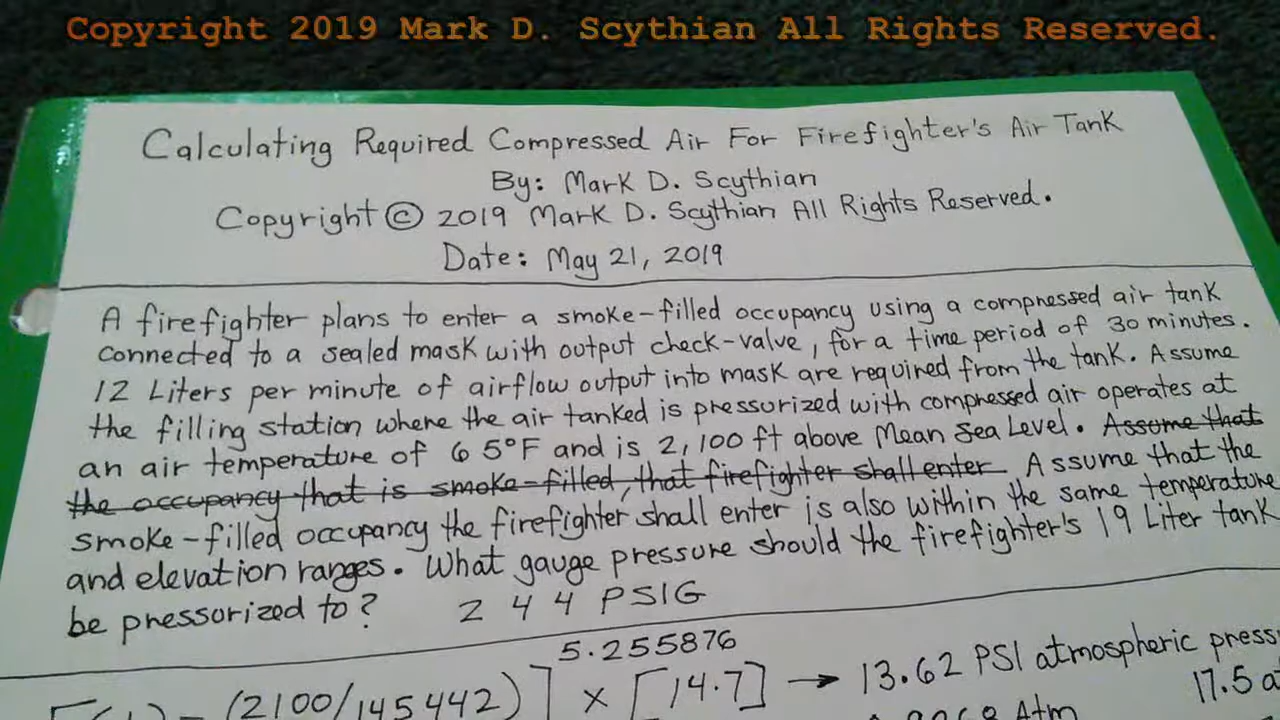 Copyright 2019 Mark D. Scythian All Rights Reserved.
Calculating Required Compressed Air For Firefighter's Air Tank
By: Mark D. Scythian
Copyright © 2019 Mark D. Scythian All Rights Reserved.
Date: May 21, 2019
A firefighter plans to enter a smoke-filled occupancy using a compressed air tank
connected to a sealed mask with output check-valve, for a time period of 30 minutes.
12 Liters per minute of airflow output into mask are required from the tank. Assume
the filling station where the air tanked is pressurized with compressed air operates at
an air temperature of 65°F and is 2,100 ft above Mean Sea Level. Assume that
the occupancy that is smoke-filled, that firefighter shall enter Assume that the
smoke-filled occupancy the firefighter shall enter is also within the same temperature
and elevation ranges. What gauge pressure should the firefighter's 19 Liter tank
be pressurized to? 244 PSIG
5.255876
[(1) - (2100/145442)] × [14.7] → 13.62 PSI atmospheric press
17.5 a
Atm